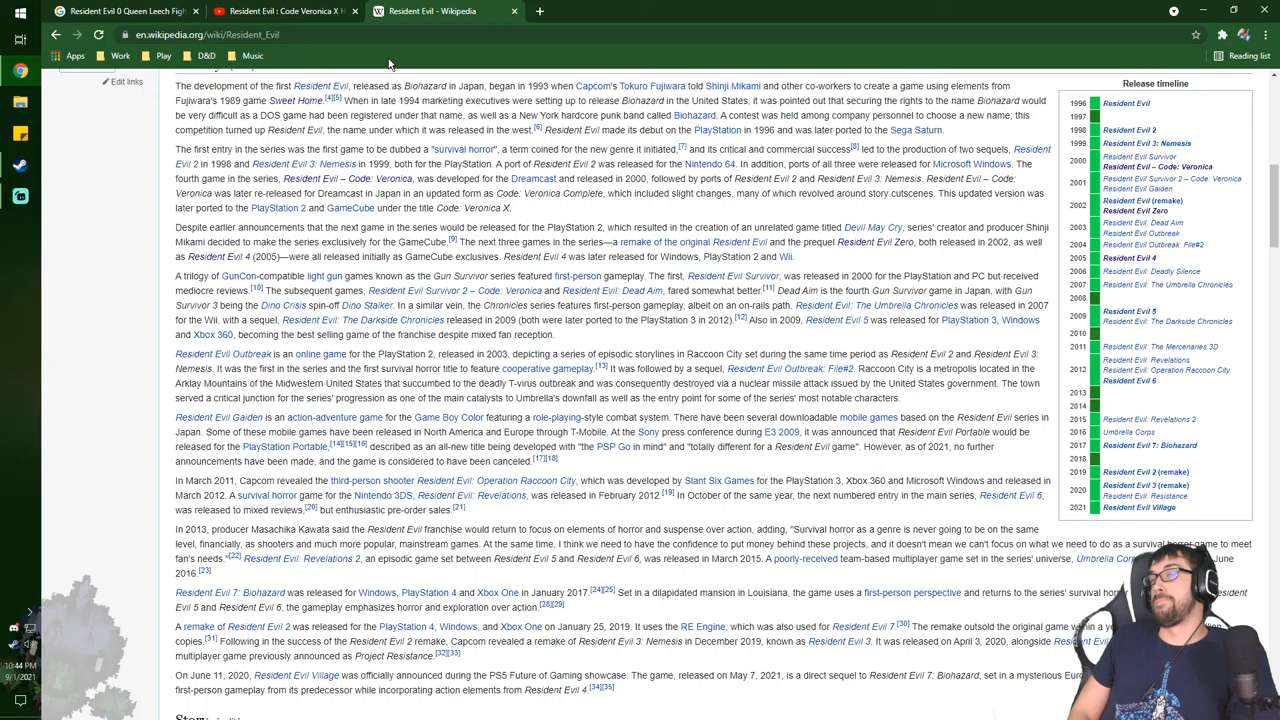 Resident Evil 0 Queen Leech Figh
Resident Evil : Code Veronica X H
Resident Evil - Wikipedia
en.wikipedia.org/wiki/Resident_Evil
Apps Work Play D&D Music
Reading list
Edit links
The development of the first Resident Evil, released as Biohazard in Japan, began in 1993 when Capcom's Tokuro Fujiwara told Shinji Mikami and other co-workers to create a game using elements from
Fujiwara's 1989 game Sweet Home.[4][5] When in late 1994 marketing executives were setting up to release Biohazard in the United States, it was pointed out that securing the rights to the name Biohazard would
be very difficult as a DOS game had been registered under that name, as well as a New York hardcore punk band called Biohazard. A contest was held among company personnel to choose a new name; this
competition turned up Resident Evil, the name under which it was released in the west.[6] Resident Evil made its debut on the PlayStation in 1996 and was later ported to the Sega Saturn.
The first entry in the series was the first game to be dubbed a "survival horror", a term coined for the new genre it initiated,[7] and its critical and commercial success[8] led to the production of two sequels, Resident
Evil 2 in 1998 and Resident Evil 3: Nemesis in 1999, both for the PlayStation. A port of Resident Evil 2 was released for the Nintendo 64. In addition, ports of all three were released for Microsoft Windows. The
fourth game in the series, Resident Evil – Code: Veronica, was developed for the Dreamcast and released in 2000, followed by ports of Resident Evil 2 and Resident Evil 3: Nemesis. Resident Evil – Code:
Veronica was later re-released for Dreamcast in Japan in an updated form as Code: Veronica Complete, which included slight changes, many of which revolved around story cutscenes. This updated version was
later ported to the PlayStation 2 and GameCube under the title Code: Veronica X.
Despite earlier announcements that the next game in the series would be released for the PlayStation 2, which resulted in the creation of an unrelated game titled Devil May Cry, series' creator and producer Shinji
Mikami decided to make the series exclusively for the GameCube.[9] The next three games in the series—a remake of the original Resident Evil and the prequel Resident Evil Zero, both released in 2002, as well
as Resident Evil 4 (2005)—were all released initially as GameCube exclusives. Resident Evil 4 was later released for Windows, PlayStation 2 and Wii.
A trilogy of GunCon-compatible light gun games known as the Gun Survivor series featured first-person gameplay. The first, Resident Evil Survivor, was released in 2000 for the PlayStation and PC but received
mediocre reviews.[10] The subsequent games, Resident Evil Survivor 2 – Code: Veronica and Resident Evil: Dead Aim, fared somewhat better.[11] Dead Aim is the fourth Gun Survivor game in Japan, with Gun
Survivor 3 being the Dino Crisis spin-off Dino Stalker. In a similar vein, the Chronicles series features first-person gameplay, albeit on an on-rails path. Resident Evil: The Umbrella Chronicles was released in 2007
for the Wii, with a sequel, Resident Evil: The Darkside Chronicles released in 2009 (both were later ported to the PlayStation 3 in 2012).[12] Also in 2009, Resident Evil 5 was released for PlayStation 3, Windows
and Xbox 360, becoming the best selling game of the franchise despite mixed fan reception.
Resident Evil Outbreak is an online game for the PlayStation 2, released in 2003, depicting a series of episodic storylines in Raccoon City set during the same time period as Resident Evil 2 and Resident Evil 3:
Nemesis. It was the first in the series and the first survival horror title to feature cooperative gameplay.[13] It was followed by a sequel, Resident Evil Outbreak: File#2. Raccoon City is a metropolis located in the
Arklay Mountains of the Midwestern United States that succumbed to the deadly T-virus outbreak and was consequently destroyed via a nuclear missile attack issued by the United States government. The town
served a critical junction for the series' progression as one of the main catalysts to Umbrella's downfall as well as the entry point for some of the series' most notable characters.
Resident Evil Gaiden is an action-adventure game for the Game Boy Color featuring a role-playing-style combat system. There have been several downloadable mobile games based on the Resident Evil series in
Japan. Some of these mobile games have been released in North America and Europe through T-Mobile. At the Sony press conference during E3 2009, it was announced that Resident Evil Portable would be
released for the PlayStation Portable,[14][15][16] described as an all-new title being developed with "the PSP Go in mind" and "totally different for a Resident Evil game". However, as of 2021, no further
announcements have been made, and the game is considered to have been canceled.[17][18]
In March 2011, Capcom revealed the third-person shooter Resident Evil: Operation Raccoon City, which was developed by Slant Six Games for the PlayStation 3, Xbox 360 and Microsoft Windows and released in
March 2012. A survival horror game for the Nintendo 3DS, Resident Evil: Revelations, was released in February 2012.[19] In October of the same year, the next numbered entry in the main series, Resident Evil 6,
was released to mixed reviews,[20] but enthusiastic pre-order sales.[21]
In 2013, producer Masachika Kawata said the Resident Evil franchise would return to focus on elements of horror and suspense over action, adding, "Survival horror as a genre is never going to be on the same
level, financially, as shooters and much more popular, mainstream games. At the same time, I think we need to have the confidence to put money behind these projects, and it doesn't mean we can't focus on what we need to do as a survival horror game to meet
fan's needs."[22] Resident Evil: Revelations 2, an episodic game set between Resident Evil 5 and Resident Evil 6, was released in March 2015. A poorly-received team-based multiplayer game set in the series' universe, Umbrella Cor June
2016.[23]
Resident Evil 7: Biohazard was released for Windows, PlayStation 4 and Xbox One in January 2017.[24][25] Set in a dilapidated mansion in Louisiana, the game uses a first-person perspective and returns to the series' survival hor Resident
Evil 5 and Resident Evil 6, the gameplay emphasizes horror and exploration over action.[28][29]
A remake of Resident Evil 2 was released for PlayStation 4, Windows, and Xbox One on January 25, 2019. It uses the RE Engine, which was also used for Resident Evil 7.[30] The remake outsold the original game within a
copies.[31] Following in the success of the Resident Evil 2 remake, Capcom revealed a remake of Resident Evil 3: Nemesis in December 2019, known as Resident Evil 3. It was released on April 3, 2020, alongside Resident
multiplayer game previously announced as Project Resistance.[32][33]
On June 11, 2020, Resident Evil Village was officially announced during the PS5 Future of Gaming showcase. The game, released on May 7, 2021, is a direct sequel to Resident Evil 7: Biohazard, set in a mysterious Eur
first-person gameplay from its predecessor while incorporating action elements from Resident Evil 4.[34][35]
Story [edit]
Release timeline
1996 Resident Evil
1997
1998 Resident Evil 2
1999 Resident Evil 3: Nemesis
2000 Resident Evil Survivor
Resident Evil – Code: Veronica
2001 Resident Evil Survivor 2 – Code: Veronica
Resident Evil Gaiden
2002 Resident Evil (remake)
Resident Evil Zero
2003 Resident Evil: Dead Aim
Resident Evil Outbreak
2004 Resident Evil Outbreak: File#2
2005 Resident Evil 4
2006 Resident Evil: Deadly Silence
2007 Resident Evil: The Umbrella Chronicles
2008
2009 Resident Evil 5
Resident Evil: The Darkside Chronicles
2010
2011 Resident Evil: The Mercenaries 3D
2012 Resident Evil: Revelations
Resident Evil: Operation Raccoon City
Resident Evil 6
2013
2014
2015 Resident Evil: Revelations 2
2016 Umbrella Corps
2017 Resident Evil 7: Biohazard
2018
2019 Resident Evil 2 (remake)
2020 Resident Evil 3 (remake)
Resident Evil: Resistance
2021 Resident Evil Village
10:44 PM
9/1/2021